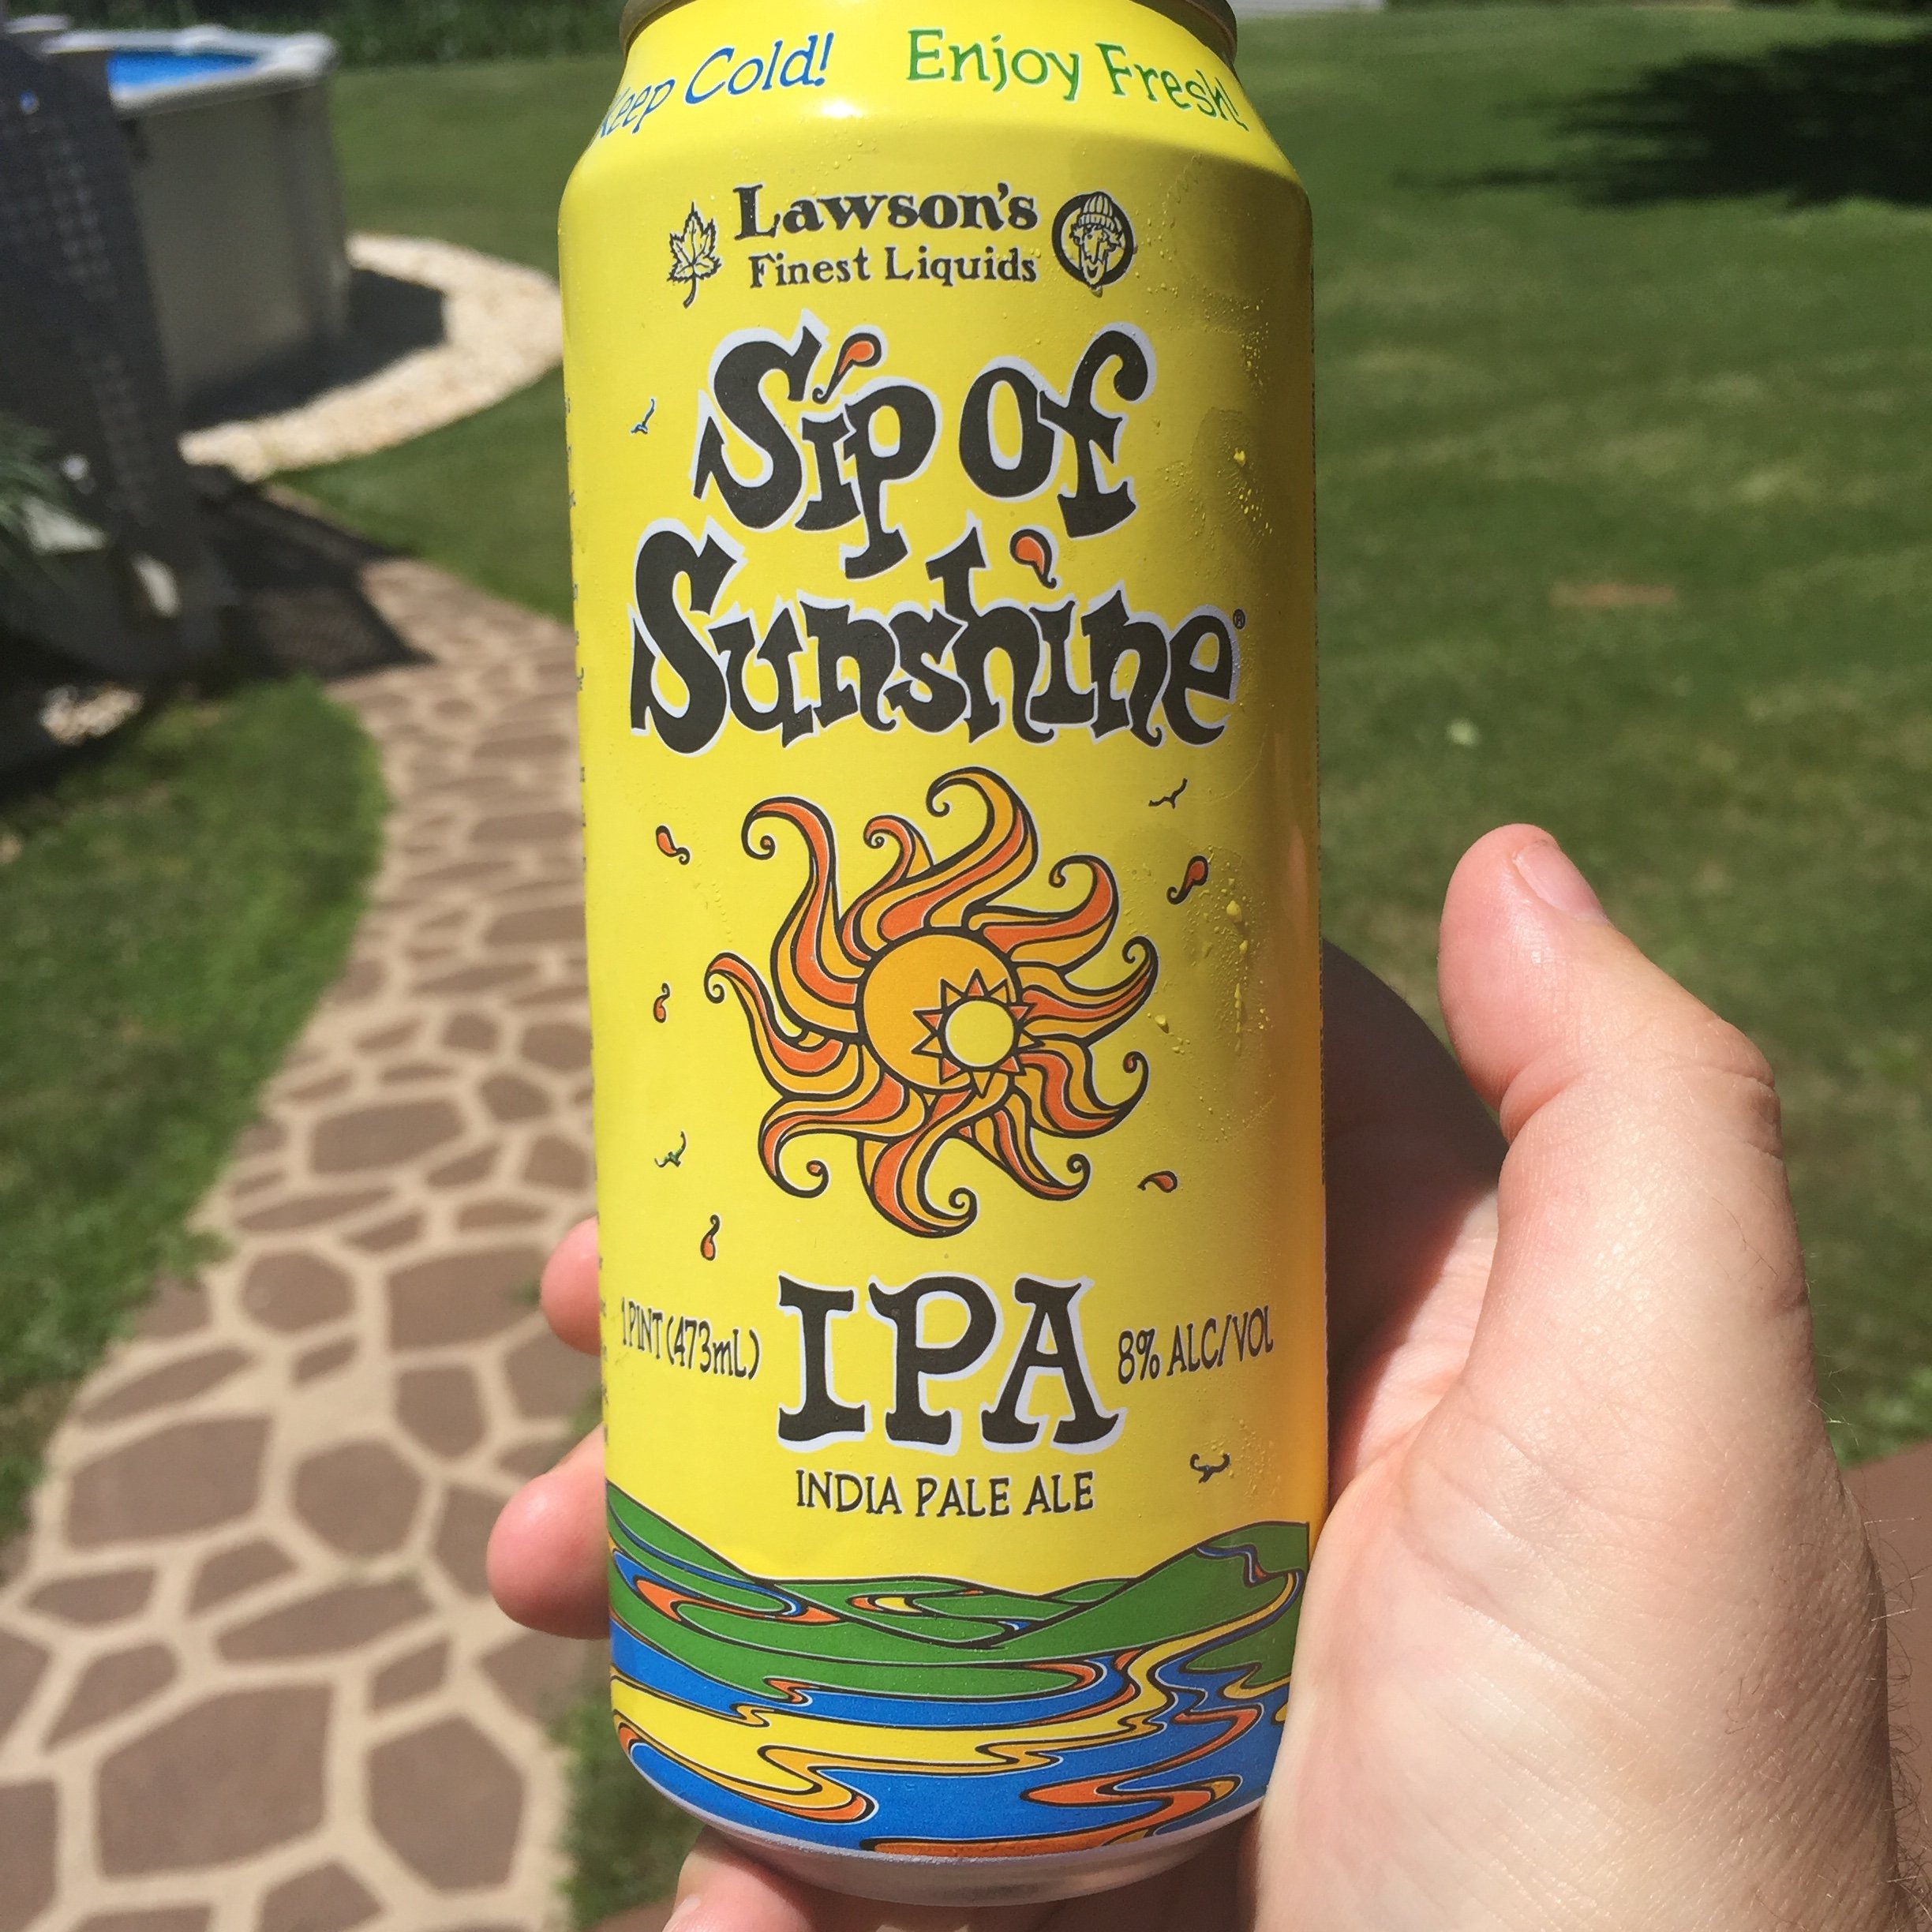 Keep Cold! Enjoy Fresh!
Lawson's
Finest Liquids
Sip of
Sunshine®
IPA
1 PINT (473mL)
8% ALC/VOL
INDIA PALE ALE